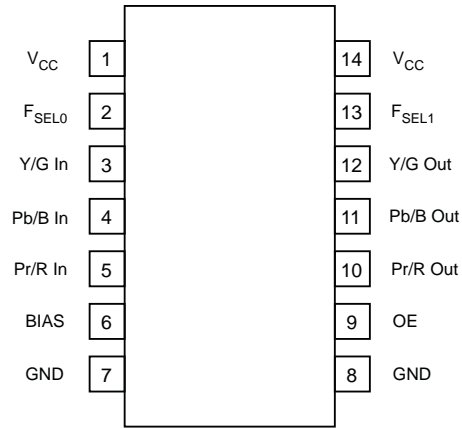 V_CC 1 14 V_CC
F_SEL0 2 13 F_SEL1
Y/G In 3 12 Y/G Out
Pb/B In 4 11 Pb/B Out
Pr/R In 5 10 Pr/R Out
BIAS 6 9 OE
GND 7 8 GND